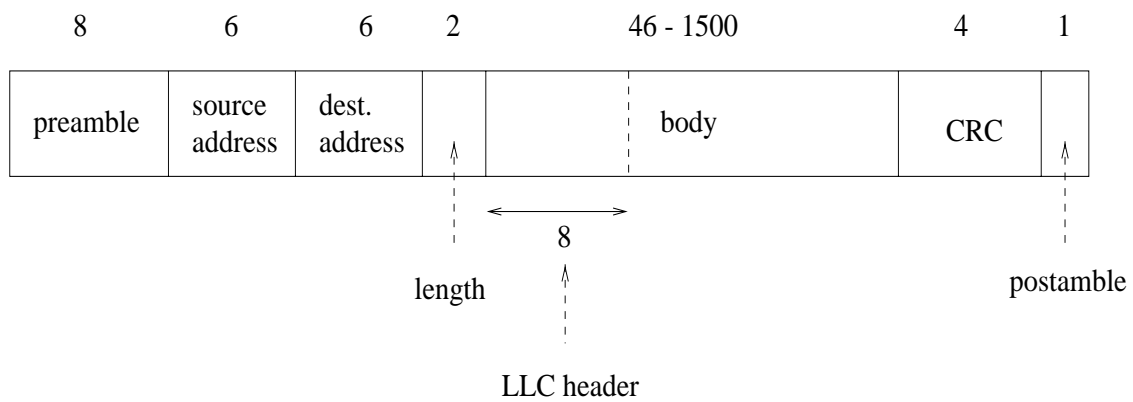 8 6 6 2 46 - 1500 4 1
preamble
source
address
dest.
address
body
CRC
8
length
postamble
LLC header